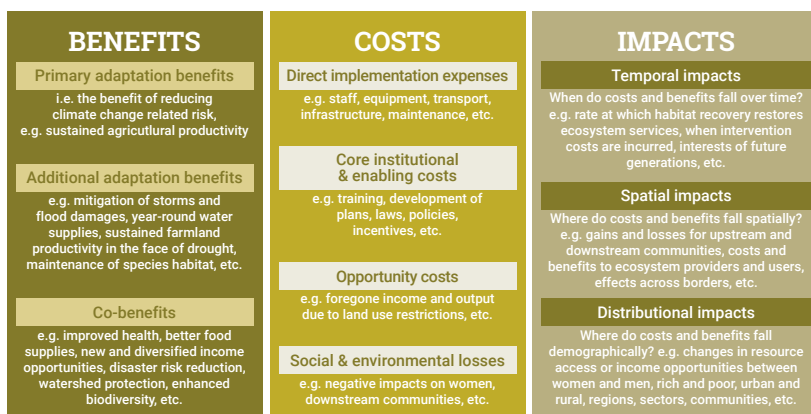 BENEFITS
Primary adaptation benefits
i.e. the benefit of reducing
climate change related risk,
e.g. sustained agricutlural productivity
Additional adaptation benefits
e.g. mitigation of storms and
flood damages, year-round water
supplies, sustained farmland
productivity in the face of drought,
maintenance of species habitat, etc.
Co-benefits
e.g. improved health, better food
supplies, new and diversified income
opportunities, disaster risk reduction,
watershed protection, enhanced
biodiversity, etc.
COSTS
Direct implementation expenses
e.g. staff, equipment, transport,
infrastructure, maintenance, etc.
Core institutional
& enabling costs
e.g. training, development of
plans, laws, policies,
incentives, etc.
Opportunity costs
e.g. foregone income and output
due to land use restrictions, etc.
Social & environmental losses
e.g. negative impacts on women,
downstream communities, etc.
IMPACTS
Temporal impacts
When do costs and benefits fall over time?
e.g. rate at which habitat recovery restores
ecosystem services, when intervention
costs are incurred, interests of future
generations, etc.
Spatial impacts
Where do costs and benefits fall spatially?
e.g. gains and losses for upstream and
downstream communities, costs and
benefits to ecosystem providers and users,
effects across borders, etc.
Distributional impacts
Where do costs and benefits fall
demographically? e.g. changes in resource
access or income opportunities between
women and men, rich and poor, urban and
rural, regions, sectors, communities, etc.